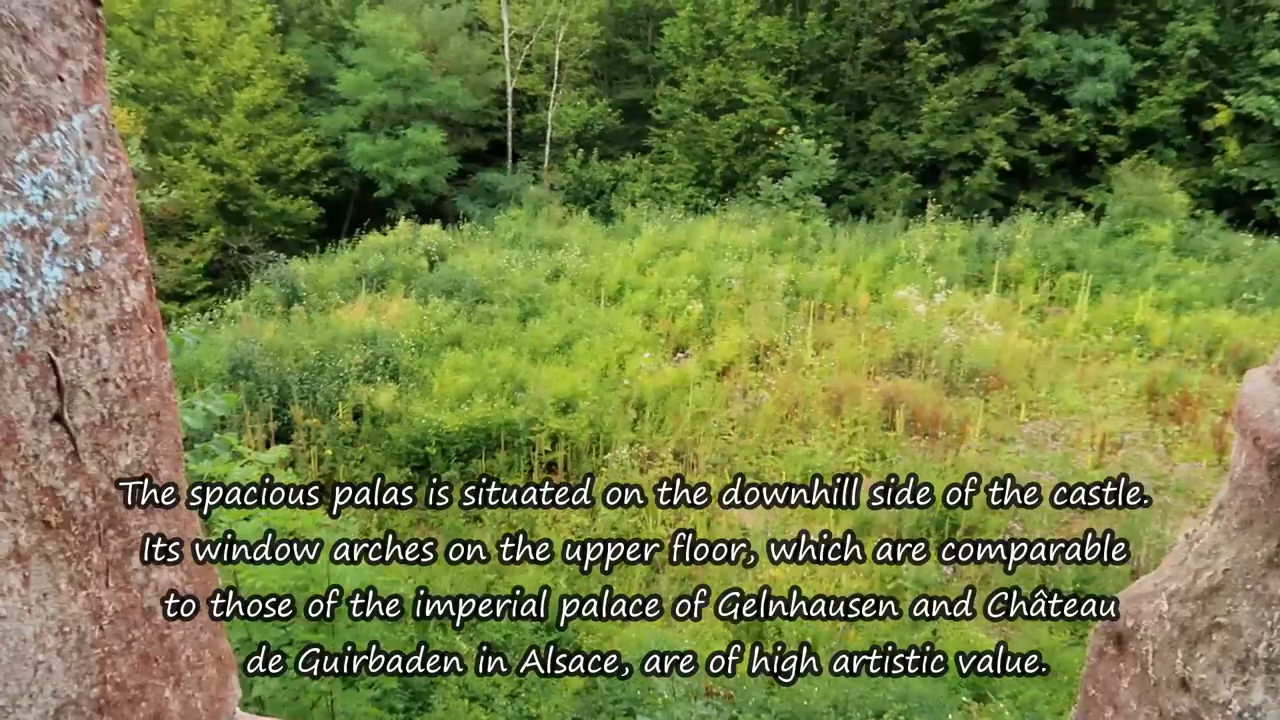 The spacious palas is situated on the downhill side of the castle.
Its window arches on the upper floor, which are comparable
to those of the imperial palace of Gelnhausen and Château
de Guirbaden in Alsace, are of high artistic value.